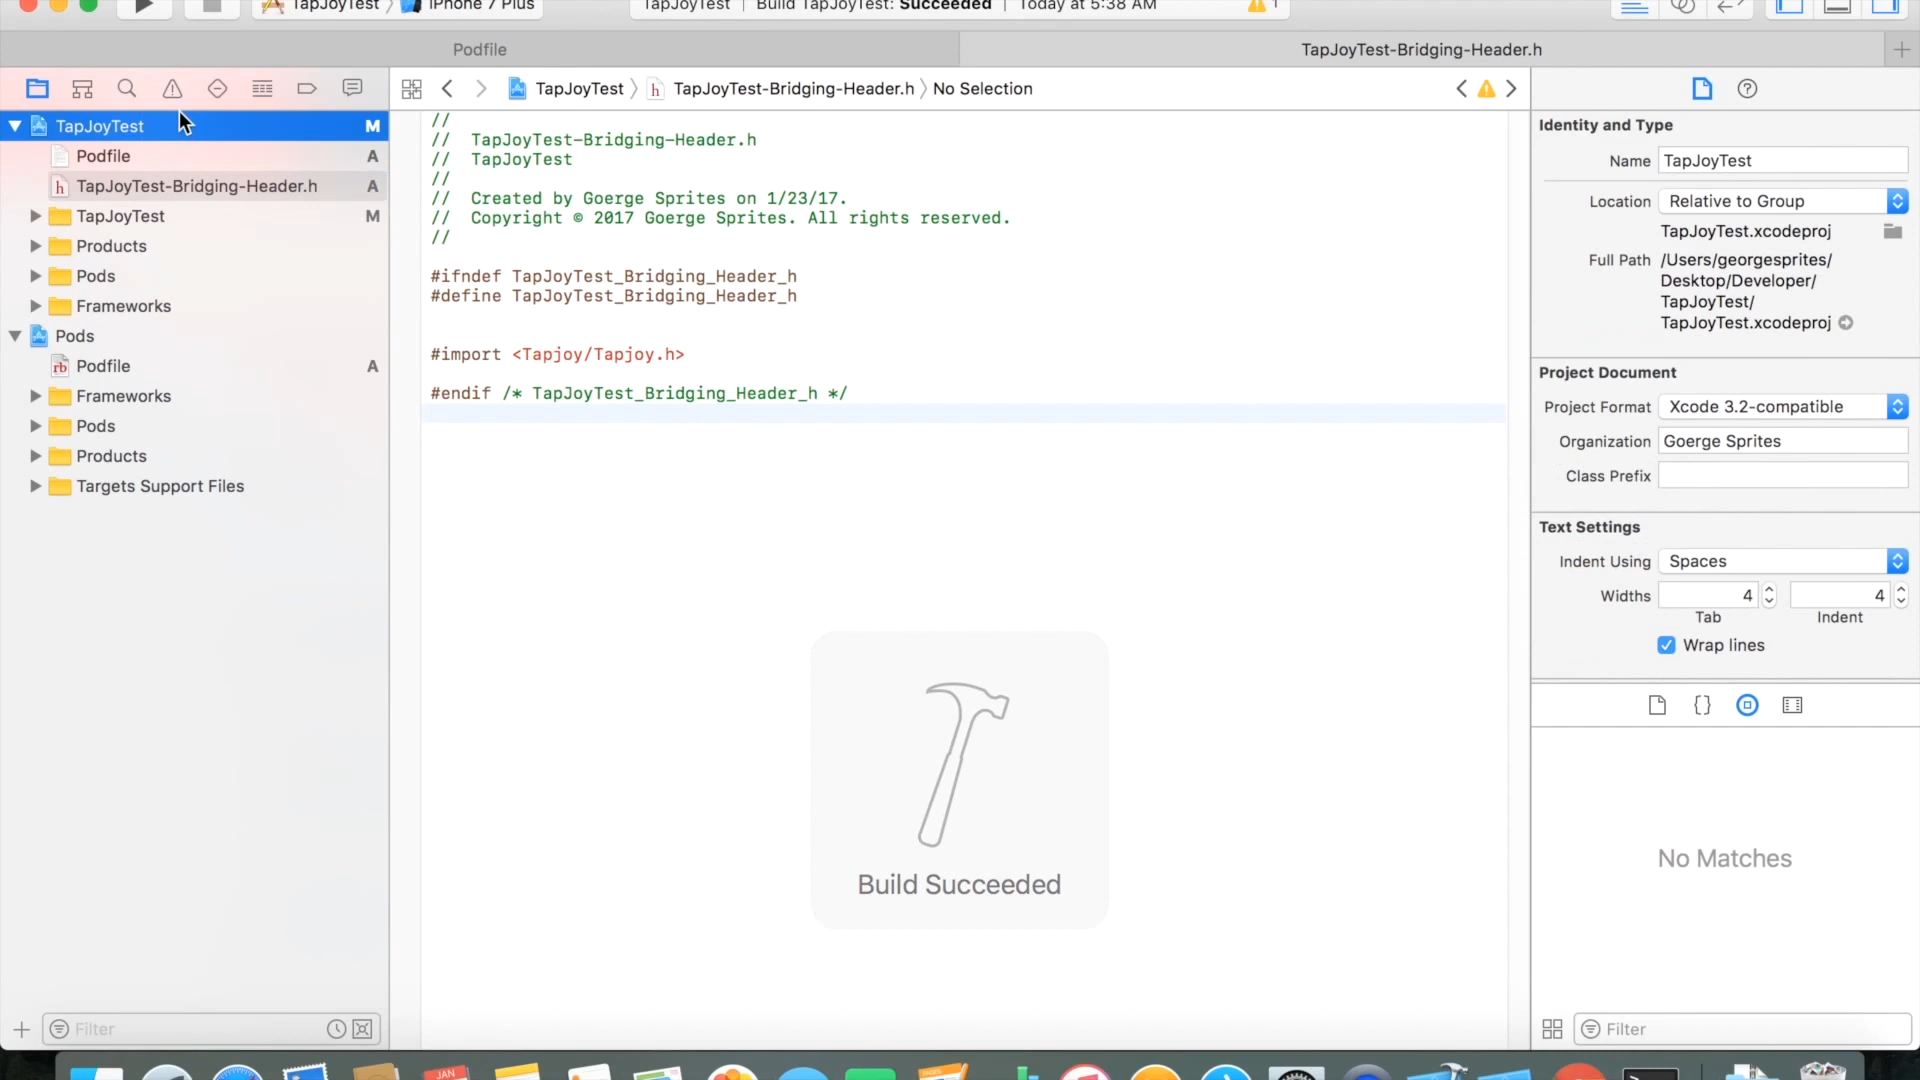 TapJoyTest
iPhone 7 Plus
TapJoyTest | Build TapJoyTest: Succeeded | Today at 5:38 AM
1
Podfile
TapJoyTest-Bridging-Header.h
TapJoyTest
TapJoyTest-Bridging-Header.h
No Selection
TapJoyTest M
Podfile A
h TapJoyTest-Bridging-Header.h A
TapJoyTest M
Products
Pods
Frameworks
Pods
rb Podfile A
Frameworks
Pods
Products
Targets Support Files
Filter
//
// TapJoyTest-Bridging-Header.h
// TapJoyTest
//
// Created by Goerge Sprites on 1/23/17.
// Copyright © 2017 Goerge Sprites. All rights reserved.
//
#ifndef TapJoyTest_Bridging_Header_h
#define TapJoyTest_Bridging_Header_h
#import <Tapjoy/Tapjoy.h>
#endif /* TapJoyTest_Bridging_Header_h */
Build Succeeded
Identity and Type
Name TapJoyTest
Location Relative to Group
TapJoyTest.xcodeproj
Full Path /Users/georgesprites/
Desktop/Developer/
TapJoyTest/
TapJoyTest.xcodeproj
Project Document
Project Format Xcode 3.2-compatible
Organization Goerge Sprites
Class Prefix
Text Settings
Indent Using Spaces
Widths 4 4
Tab Indent
Wrap lines
{}
No Matches
Filter
JAN
PAGES